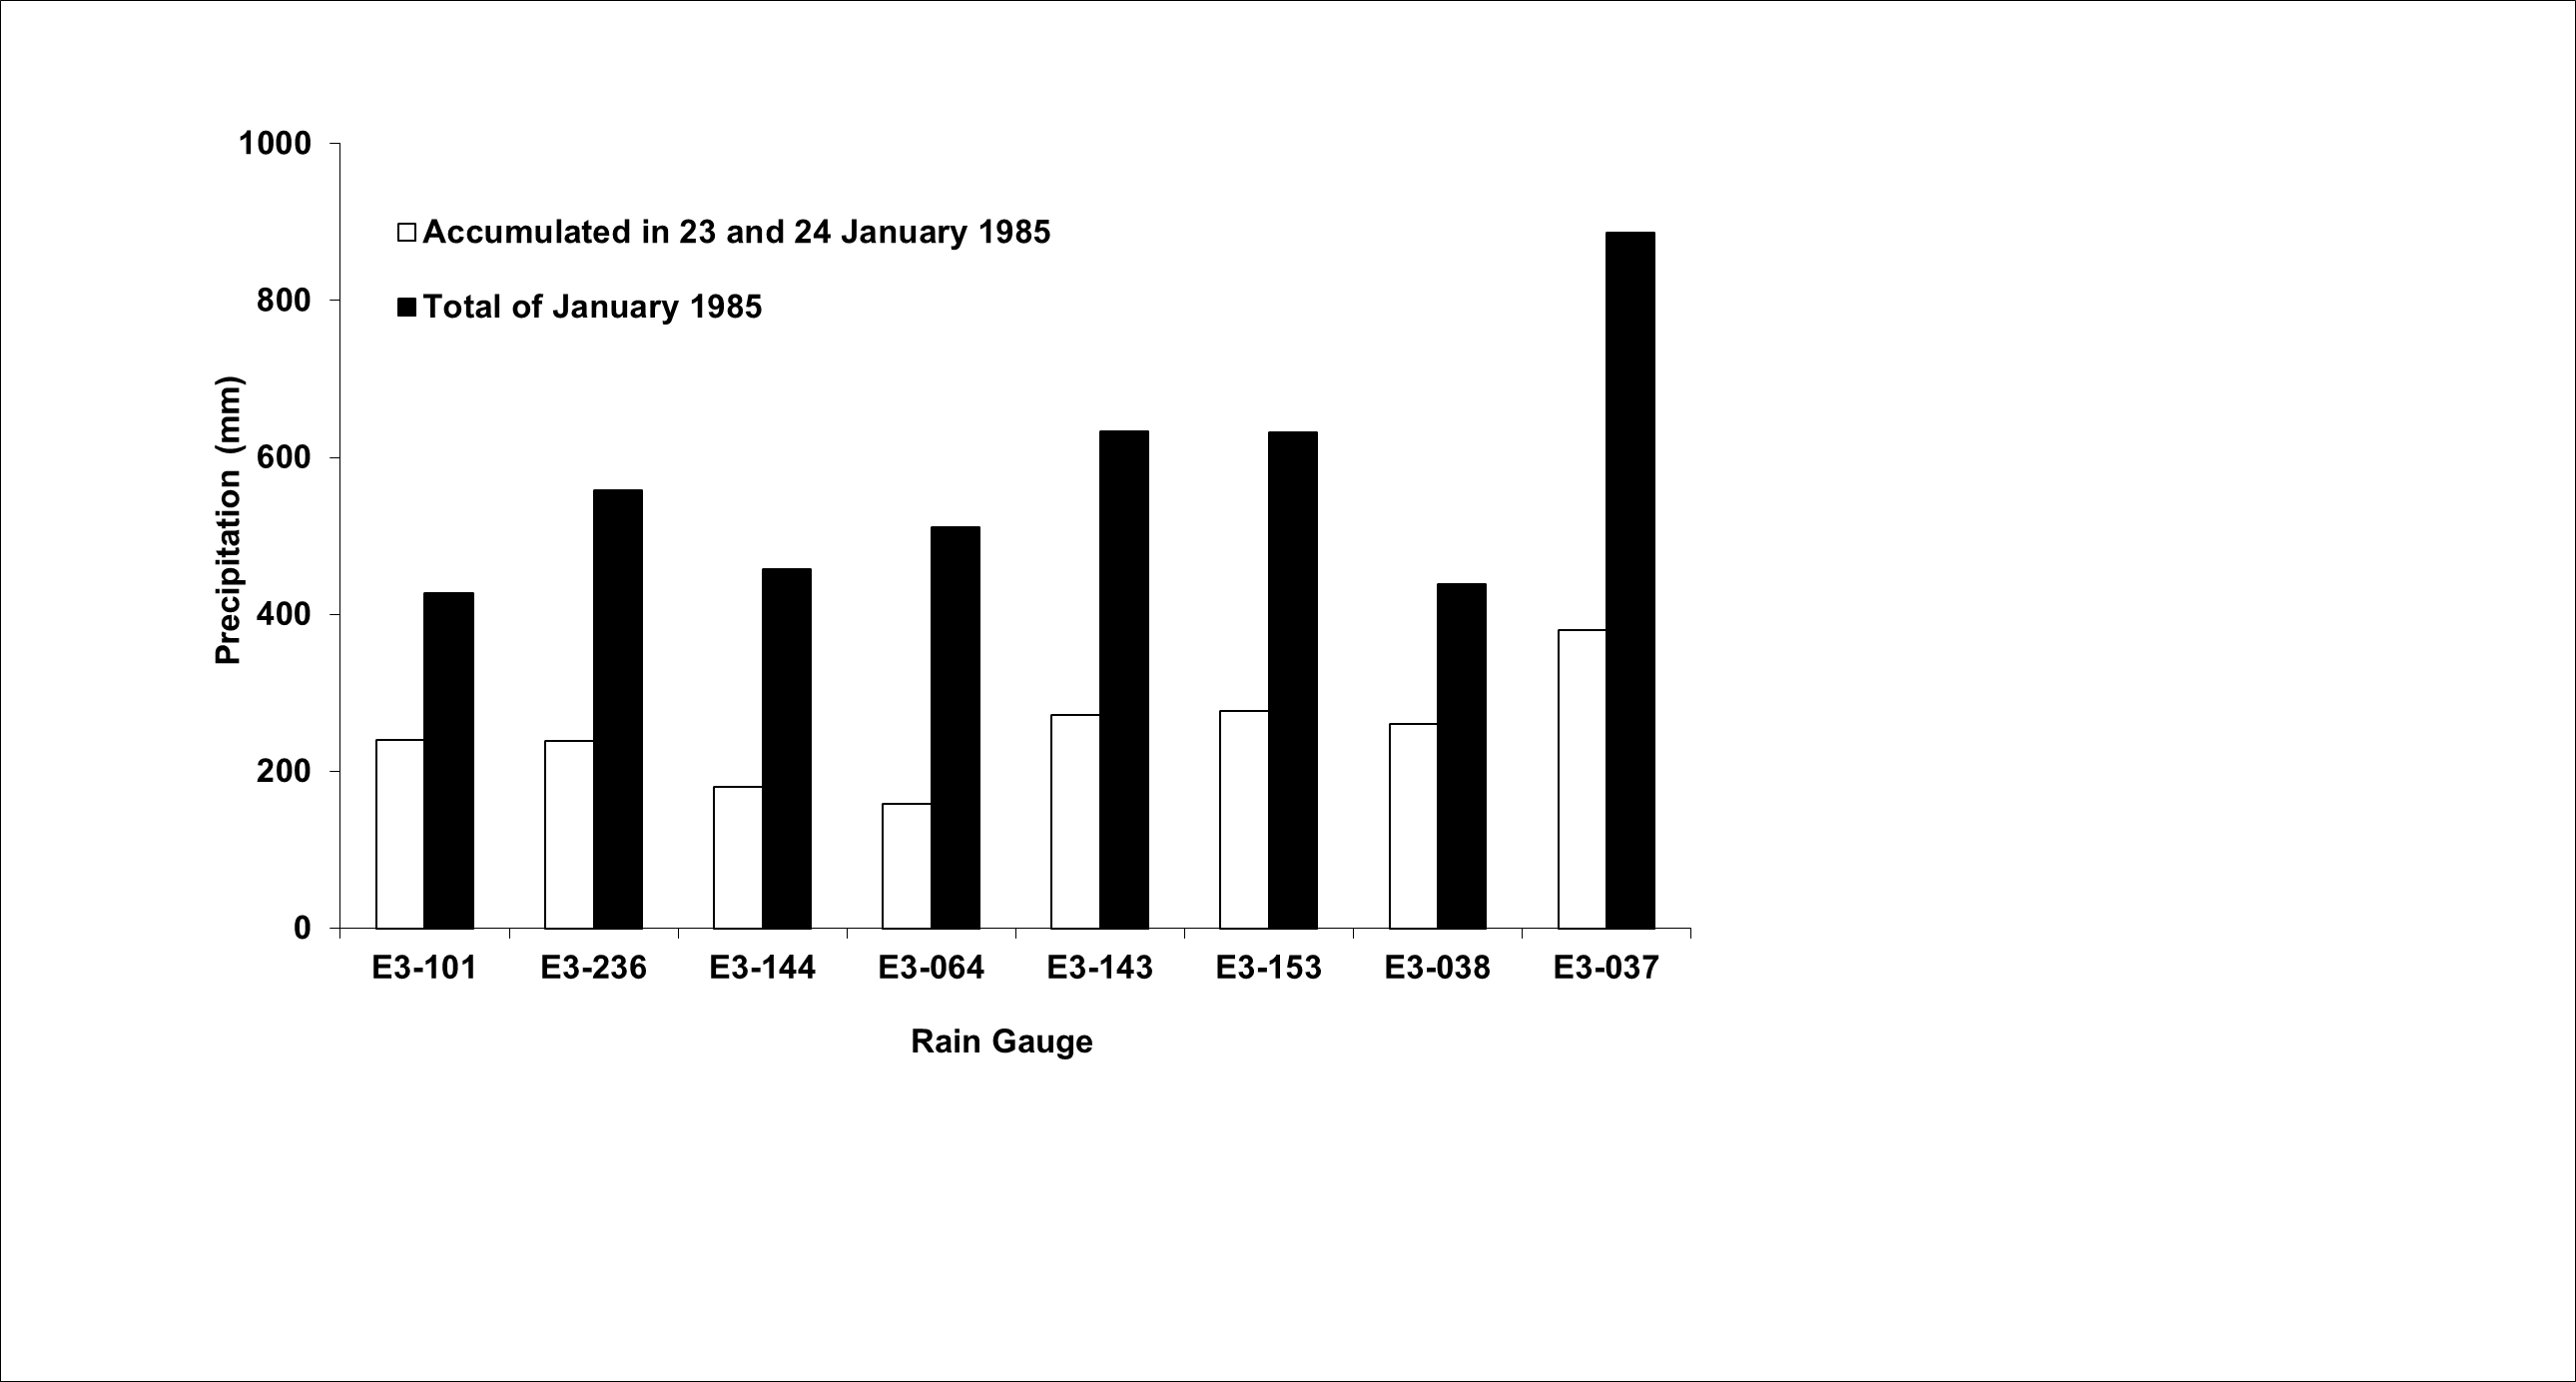 1000
Accumulated in 23 and 24 January 1985
800
Total of January 1985
Precipitation (mm)
600
400
200
0
E3-101 E3-236 E3-144 E3-064 E3-143 E3-153 E3-038 E3-037
Rain Gauge